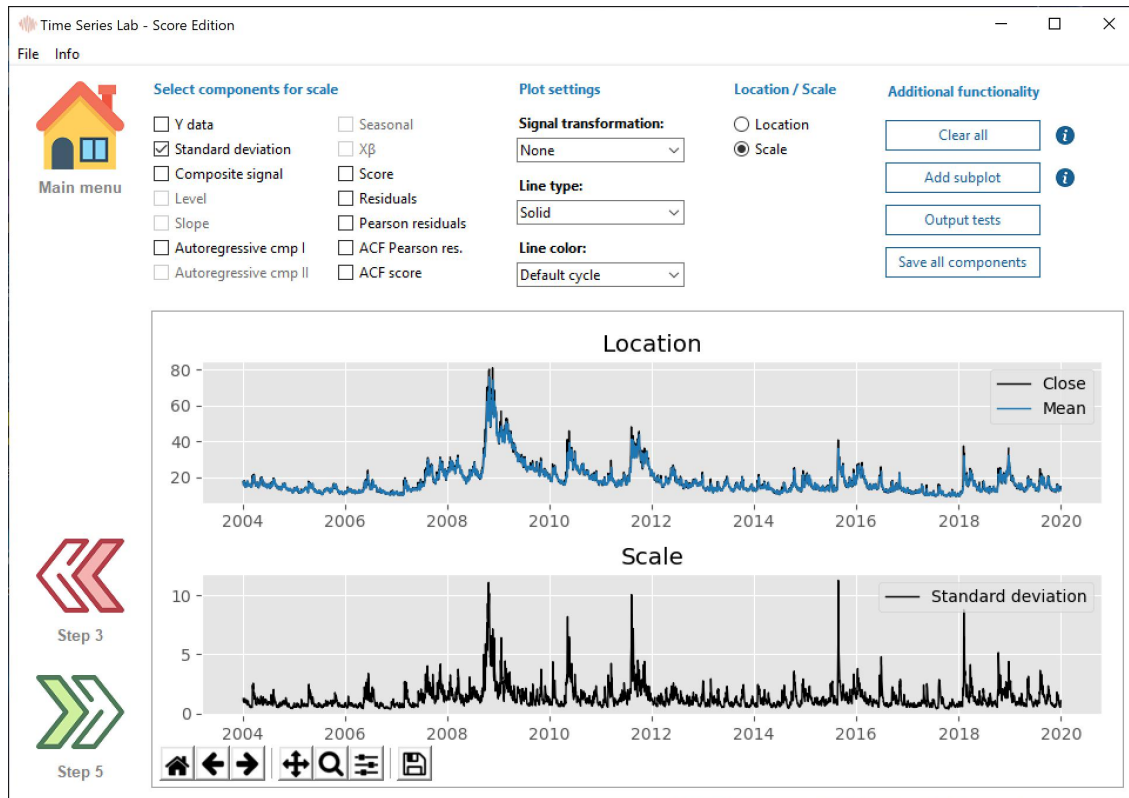 Time Series Lab - Score Edition
File Info
Main menu
Select components for scale
Y data
Standard deviation
Composite signal
Level
Slope
Autoregressive cmp I
Autoregressive cmp II
Seasonal
Xβ
Score
Residuals
Pearson residuals
ACF Pearson res.
ACF score
Plot settings
Signal transformation:
None
Line type:
Solid
Line color:
Default cycle
Location / Scale
Location
Scale
Additional functionality
Clear all
Add subplot
Output tests
Save all components
Location
80
60
40
20
Close
Mean
2004 2006 2008 2010 2012 2014 2016 2018 2020
Scale
10
5
0
Standard deviation
2004 2006 2008 2010 2012 2014 2016 2018 2020
Step 3
Step 5